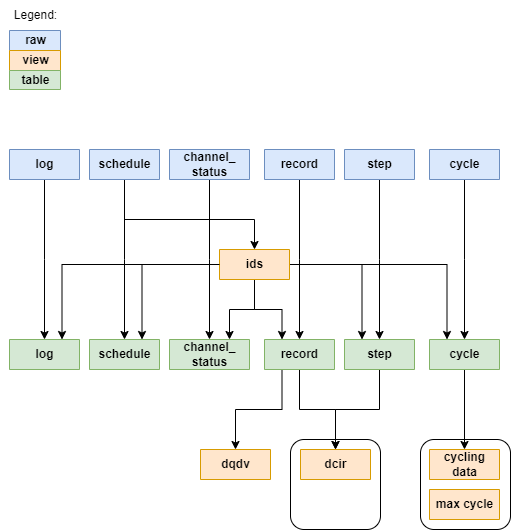 Legend:
raw
view
table
log
schedule
channel_
status
record
step
cycle
ids
log
schedule
channel_
status
record
step
cycle
dqdv
dcir
cycling
data
max cycle